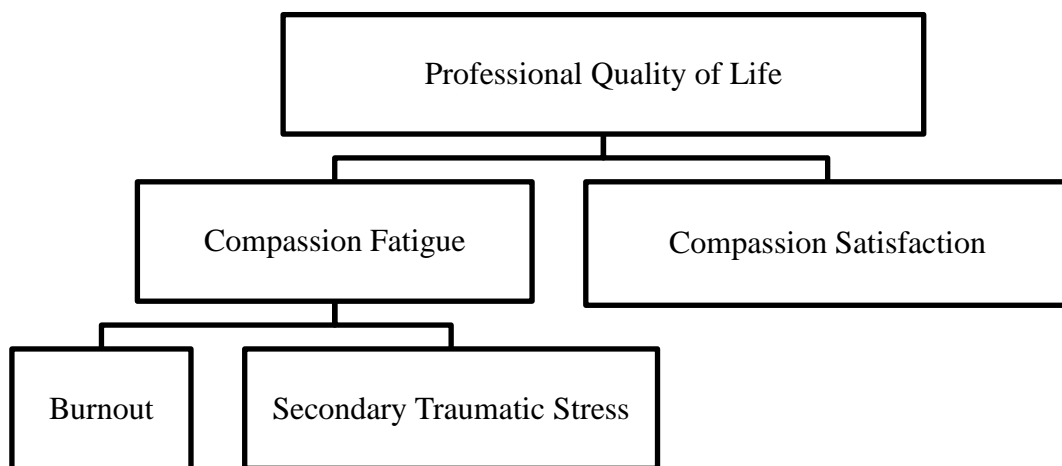 Professional Quality of Life
Compassion Fatigue
Compassion Satisfaction
Burnout
Secondary Traumatic Stress